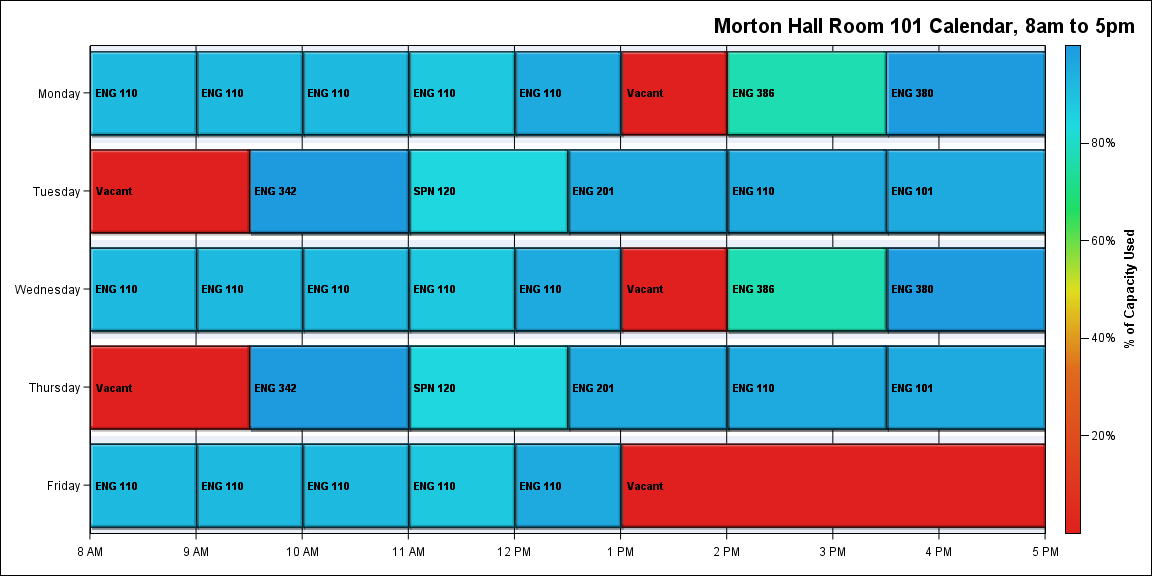 Morton Hall Room 101 Calendar, 8am to 5pm
Monday
ENG 110
ENG 110
ENG 110
ENG 110
ENG 110
Vacant
ENG 386
ENG 380
Tuesday
Vacant
ENG 342
SPN 120
ENG 201
ENG 110
ENG 101
Wednesday
ENG 110
ENG 110
ENG 110
ENG 110
ENG 110
Vacant
ENG 386
ENG 380
Thursday
Vacant
ENG 342
SPN 120
ENG 201
ENG 110
ENG 101
Friday
ENG 110
ENG 110
ENG 110
ENG 110
ENG 110
Vacant
8 AM
9 AM
10 AM
11 AM
12 PM
1 PM
2 PM
3 PM
4 PM
5 PM
80%
60%
40%
20%
% of Capacity Used